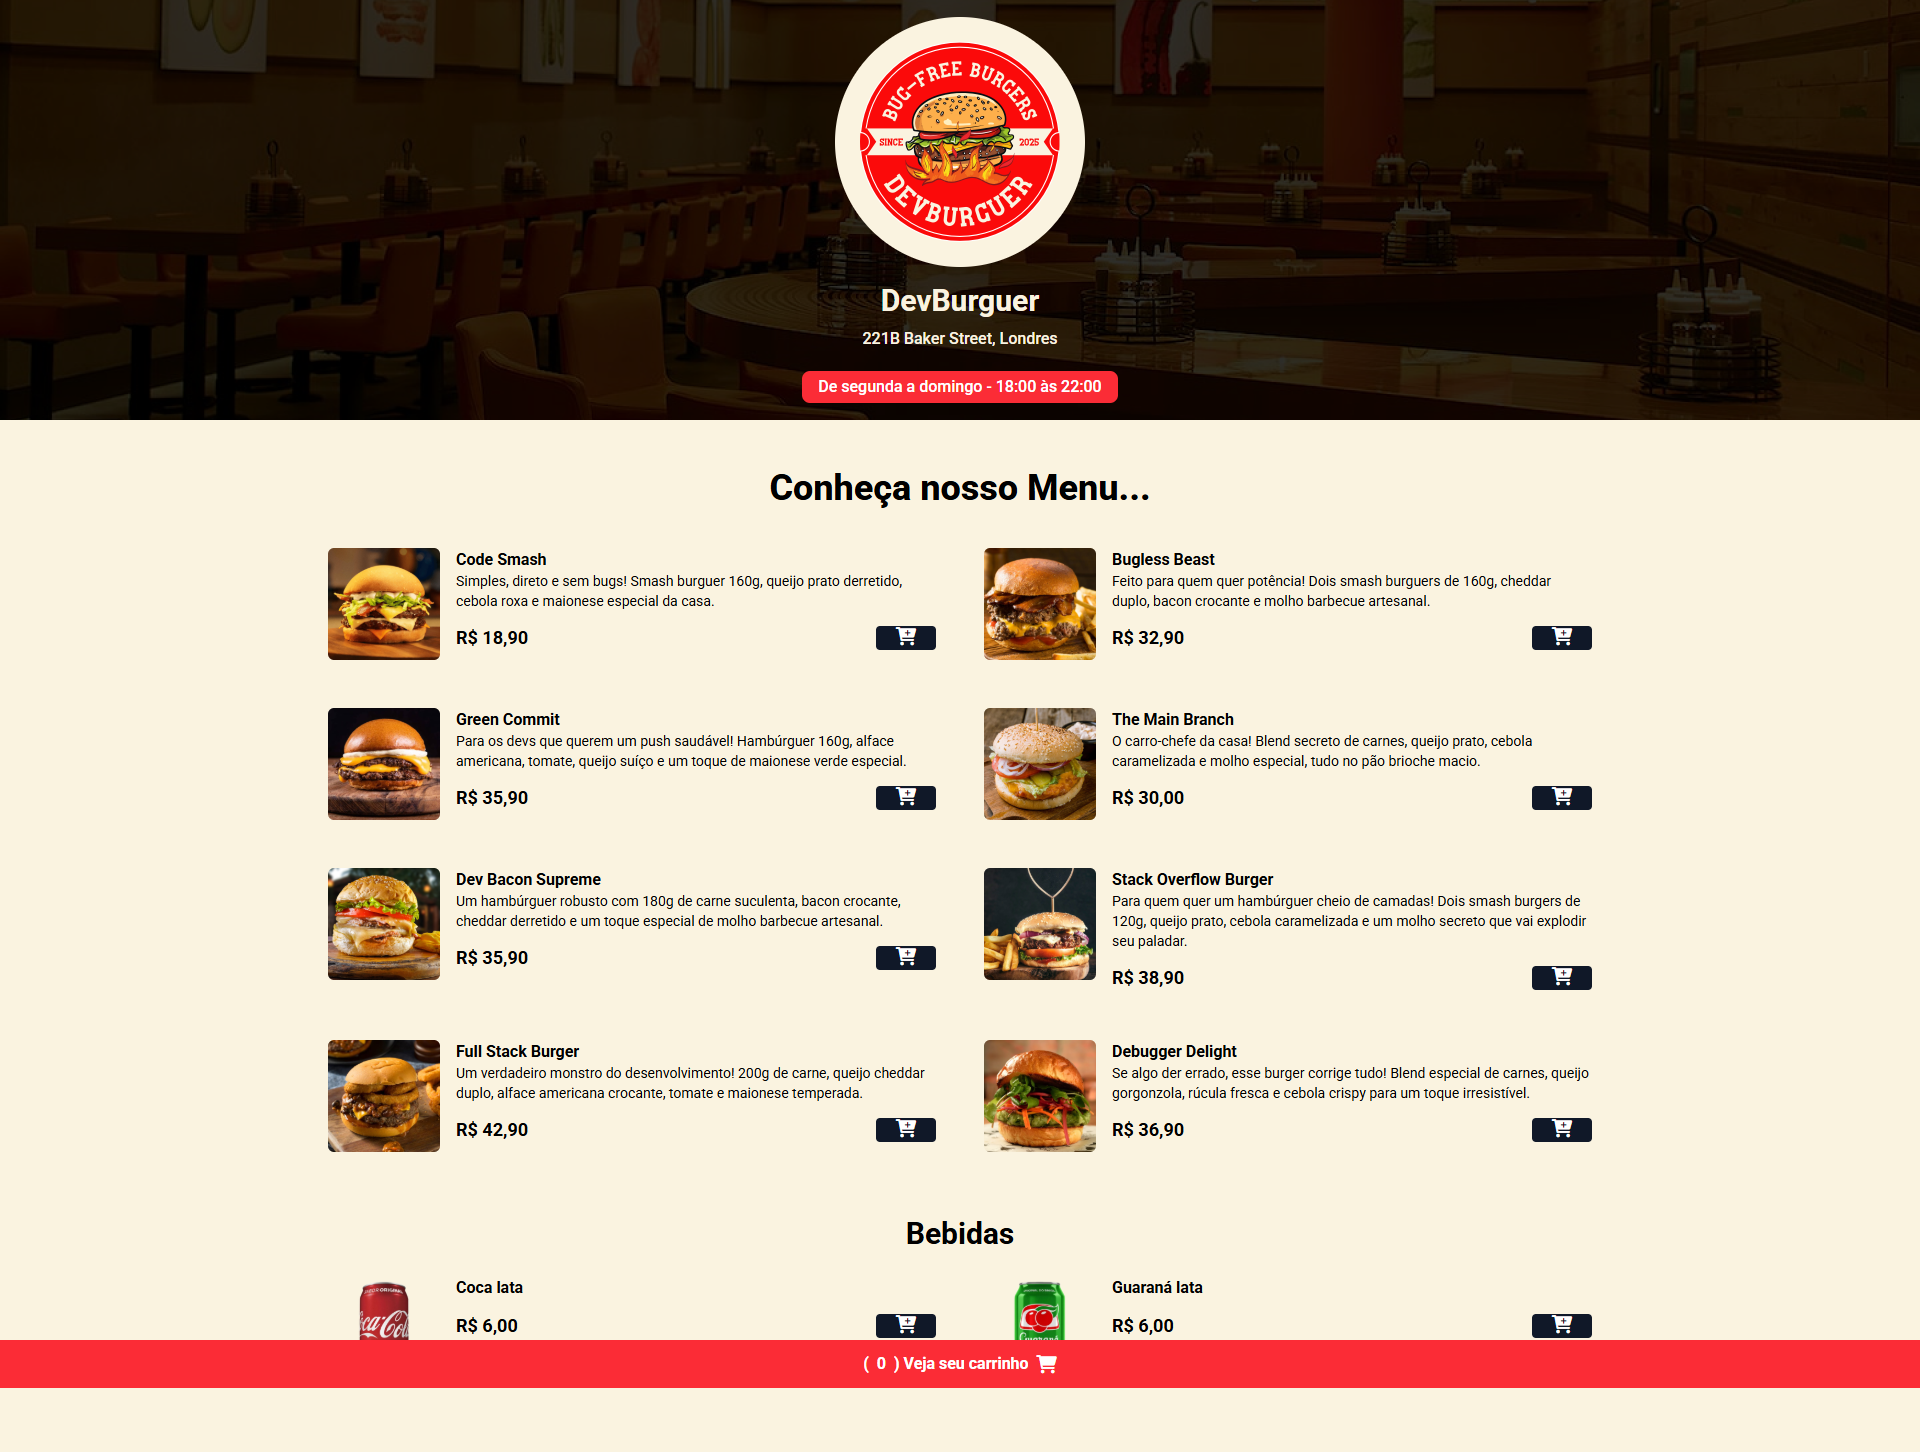 BUG-FREE BURGERS
SINCE 2025
DEVBURGUER
DevBurguer
221B Baker Street, Londres
De segunda a domingo - 18:00 às 22:00
Conheça nosso Menu...
Code Smash
Simples, direto e sem bugs! Smash burguer 160g, queijo prato derretido,
cebola roxa e maionese especial da casa.
R$ 18,90
Bugless Beast
Feito para quem quer potência! Dois smash burguers de 160g, cheddar
duplo, bacon crocante e molho barbecue artesanal.
R$ 32,90
Green Commit
Para os devs que querem um push saudável! Hambúrguer 160g, alface
americana, tomate, queijo suíço e um toque de maionese verde especial.
R$ 35,90
The Main Branch
O carro-chefe da casa! Blend secreto de carnes, queijo prato, cebola
caramelizada e molho especial, tudo no pão brioche macio.
R$ 30,00
Dev Bacon Supreme
Um hambúrguer robusto com 180g de carne suculenta, bacon crocante,
cheddar derretido e um toque especial de molho barbecue artesanal.
R$ 35,90
Stack Overflow Burger
Para quem quer um hambúrguer cheio de camadas! Dois smash burgers de
120g, queijo prato, cebola caramelizada e um molho secreto que vai explodir
seu paladar.
R$ 38,90
Full Stack Burger
Um verdadeiro monstro do desenvolvimento! 200g de carne, queijo cheddar
duplo, alface americana crocante, tomate e maionese temperada.
R$ 42,90
Debugger Delight
Se algo der errado, esse burger corrige tudo! Blend especial de carnes, queijo
gorgonzola, rúcula fresca e cebola crispy para um toque irresistível.
R$ 36,90
Bebidas
Coca lata
R$ 6,00
Guaraná lata
R$ 6,00
( 0 ) Veja seu carrinho